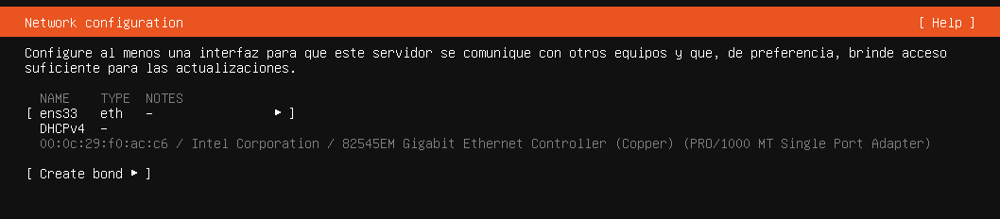 Network configuration [ Help ]
Configure al menos una interfaz para que este servidor se comunique con otros equipos y que, de preferencia, brinde acceso
suficiente para las actualizaciones.
NAME TYPE NOTES
[ ens33 eth - ▸ ]
DHCPv4 -
00:0c:29:f0:ac:c6 / Intel Corporation / 82545EM Gigabit Ethernet Controller (Copper) (PRO/1000 MT Single Port Adapter)
[ Create bond ▸ ]